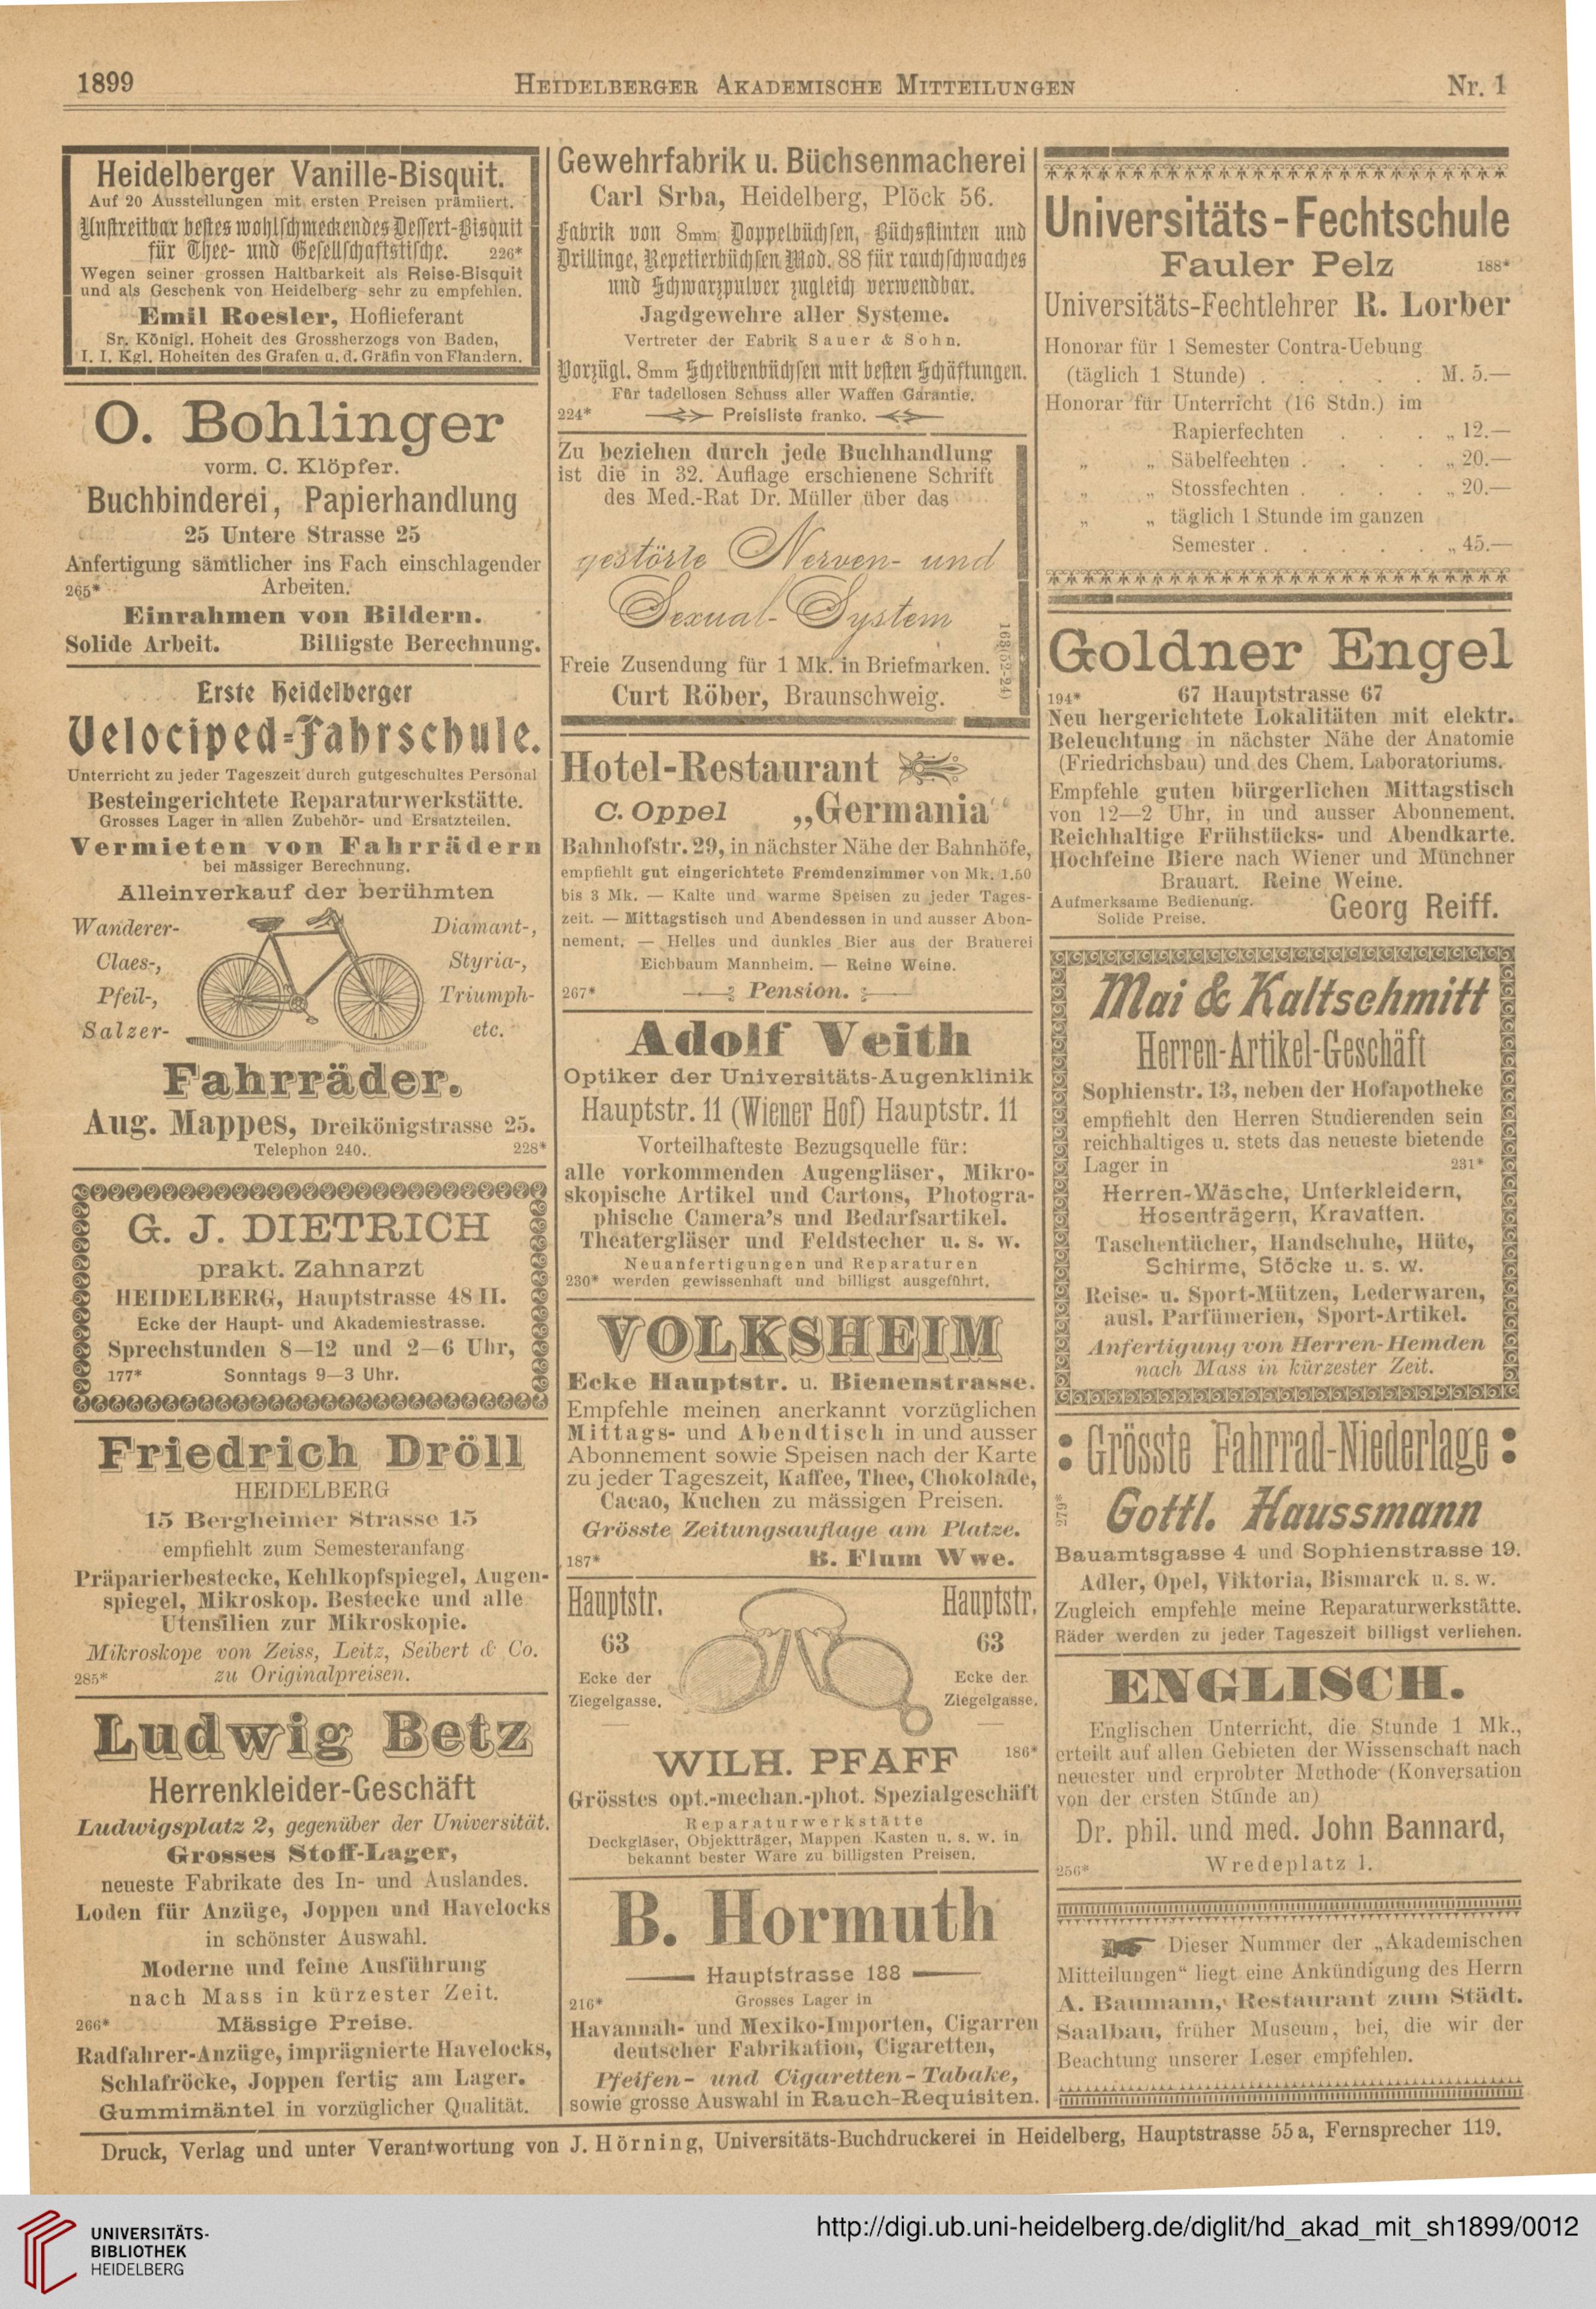 1899
HEIDELBERGER AKADEMISCHE MITTEILUNGEN
Nr. 1
Heidelberger Vanille-Bisquit.
Auf 20 Ausstellungen mit ersten Preisen prämiiert.
Unstreitbar bestes wohlschmeckendes Dessert-Bisquit
für Thee- und Gesellschaftstische. 226*
Wegen seiner grossen Haltbarkeit als Reise-Bisquit
und als Geschenk von Heidelberg sehr zu empfehlen.
Emil Roesler, Hoflieferant
Sr. Königl. Hoheit des Grossherzogs von Baden,
I. I. Kgl. Hoheiten des Grafen u. d. Gräfin von Flandern.
O. Bohlinger
vorm. C. Klöpfer.
Buchbinderei, Papierhandlung
25 Untere Strasse 25
Anfertigung sämtlicher ins Fach einschlagender
265* Arbeiten.
Einrahmen von Bildern.
Solide Arbeit. Billigste Berechnung.
Erste Heidelberger
Velociped-Fahrschule.
Unterricht zu jeder Tageszeit durch gutgeschultes Personal
Besteingerichtete Reparaturwerkstätte.
Grosses Lager in allen Zubehör- und Ersatzteilen.
Vermieten von Fahrrädern
bei mässiger Berechnung.
Alleinverkauf der berühmten
Wanderer- Diamant-,
Claes-, Styria-,
Pfeil-, Triumph-
Salzer- etc.
Fahrräder.
Aug. Mappes, Dreikönigstrasse 25.
Telephon 240. 228*
G. J. DIETRICH
prakt. Zahnarzt
HEIDELBERG, Hauptstrasse 48 II.
Ecke der Haupt- und Akademiestrasse.
Sprechstunden 8—12 und 2—6 Uhr,
177* Sonntags 9—3 Uhr.
Friedrich Dröll
HEIDELBERG
15 Bergheimer Strasse 15
empfiehlt zum Semesteranfang
Präparierbestecke, Kehlkopfspiegel, Augen-
spiegel, Mikroskop. Bestecke und alle
Utensilien zur Mikroskopie.
Mikroskope von Zeiss, Leitz, Seibert & Co.
285* zu Originalpreisen.
Ludwig Betz
Herrenkleider-Geschäft
Ludwigsplatz 2, gegenüber der Universität.
Grosses Stoff-Lager,
neueste Fabrikate des In- und Auslandes.
Loden für Anzüge, Joppen und Havelocks
in schönster Auswahl.
Moderne und feine Ausführung
nach Mass in kürzester Zeit.
266* Mässige Preise.
Radfahrer-Anzüge, imprägnierte Havelocks,
Schlafröcke, Joppen fertig am Lager.
Gummimäntel in vorzüglicher Qualität.
Gewehrfabrik u. Büchsenmacherei
Carl Srba, Heidelberg, Plöck 56.
Fabrik von 8mm Doppelbüchsen, Büchsflinten und
Drillinge, Repetierbüchsen Mod. 88 für rauchschwaches
und Schwarzpulver zugleich verwendbar.
Jagdgewehre aller Systeme.
Vertreter der Fabrik Sauer & Sohn.
Vorzügl. 8mm Scheibenbüchsen mit besten Schäftungen.
Für tadellosen Schuss aller Waffen Garantie.
224* Preisliste franko.
Zu beziehen durch jede Buchhandlung
ist die in 32. Auflage erschienene Schrift
des Med.-Rat Dr. Müller über das
gestörte Nerven- und
Sexual-System
Freie Zusendung für 1 Mk. in Briefmarken.
Curt Röber, Braunschweig.
168(52-24)
Hotel-Restaurant
C. Oppel „Germania“
Bahnhofstr. 29, in nächster Nähe der Bahnhöfe,
empfiehlt gut eingerichtete Fremdenzimmer von Mk. 1.50
bis 3 Mk. — Kalte und warme Speisen zu jeder Tages-
zeit. — Mittagstisch und Abendessen in und ausser Abon-
nement. — Helles und dunkles Bier aus der Brauerei
Eichbaum Mannheim. — Reine Weine.
267* Pension.
Adolf Veith
Optiker der Universitäts-Augenklinik
Hauptstr. 11 (Wiener Hof) Hauptstr. 11
Vorteilhafteste Bezugsquelle für:
alle vorkommenden Augengläser, Mikro-
skopische Artikel und Cartons, Photogra-
phische Camera's und Bedarfsartikel.
Theatergläser und Feldstecher u. s. w.
Neuanfertigungen und Reparaturen
230* werden gewissenhaft und billigst ausgeführt.
VOLKSHEIM
Ecke Hauptstr. u. Bienenstrasse.
Empfehle meinen anerkannt vorzüglichen
Mittags- und Abendtisch in und ausser
Abonnement sowie Speisen nach der Karte
zu jeder Tageszeit, Kaffee, Thee, Chokolade,
Cacao, Kuchen zu mässigen Preisen.
Grösste Zeitungsauflage am Platze.
187* B. Flum Wwe.
Hauptstr. Hauptstr.
63 63
Ecke der Ecke der
Ziegelgasse. Ziegelgasse.
WILH. PFAFF 186*
Grösstes opt.-mechan.-phot. Spezialgeschäft
Reparaturwerkstätte
Deckgläser, Objektträger, Mappen Kasten u. s. w. in
bekannt bester Ware zu billigsten Preisen.
B. Hormuth
Hauptstrasse 188
216* Grosses Lager in
Havannah- und Mexiko-Importen, Cigarren
deutscher Fabrikation, Cigaretten,
Pfeifen- und Cigaretten-Tabake,
sowie grosse Auswahl in Rauch-Requisiten.
Universitäts-Fechtschule
Fauler Pelz 188*
Universitäts-Fechtlehrer R. Lorber
Honorar für 1 Semester Contra-Uebung
(täglich 1 Stunde) . . . . . M. 5.—
Honorar für Unterricht (16 Stdn.) im
Rapierfechten . . . „ 12.—
„ „ Säbelfechten . . . . „ 20.—
„ „ Stossfechten . . . . „ 20.—
„ „ täglich 1 Stunde im ganzen
Semester . . . . . „ 45.—
Goldner Engel
194* 67 Hauptstrasse 67
Neu hergerichtete Lokalitäten mit elektr.
Beleuchtung in nächster Nähe der Anatomie
(Friedrichsbau) und des Chem. Laboratoriums.
Empfehle guten bürgerlichen Mittagstisch
von 12—2 Uhr, in und ausser Abonnement.
Reichhaltige Frühstücks- und Abendkarte.
Hochfeine Biere nach Wiener und Münchner
Brauart. Reine Weine.
Aufmerksame Bedienung.
Solide Preise.
Georg Reiff.
Mai & Kaltschmitt
Herren-Artikel-Geschäft
Sophienstr. 13, neben der Hofapotheke
empfiehlt den Herren Studierenden sein
reichhaltiges u. stets das neueste bietende
Lager in 231*
Herren-Wäsche, Unterkleidern,
Hosenträgern, Kravatten.
Taschentücher, Handschuhe, Hüte,
Schirme, Stöcke u. s. w.
Reise- u. Sport-Mützen, Lederwaren,
ausl. Parfümerien, Sport-Artikel.
Anfertigung von Herren-Hemden
nach Mass in kürzester Zeit.
Grösste Fahrrad-Niederlage
279*
Gottl. Haussmann
Bauamtsgasse 4 und Sophienstrasse 19.
Adler, Opel, Viktoria, Bismarck u. s. w.
Zugleich empfehle meine Reparaturwerkstätte.
Räder werden zu jeder Tageszeit billigst verliehen.
ENGLISCH.
Englischen Unterricht, die Stunde 1 Mk.,
erteilt auf allen Gebieten der Wissenschaft nach
neuester und erprobter Methode (Konversation
von der ersten Stunde an)
Dr. phil. und med. John Bannard,
256* Wredeplatz 1.
Dieser Nummer der „Akademischen
Mitteilungen“ liegt eine Ankündigung des Herrn
A. Baumann, Restaurant zum Städt.
Saalbau, früher Museum, bei, die wir der
Beachtung unserer Leser empfehlen.
Druck, Verlag und unter Verantwortung von J. Hörning, Universitäts-Buchdruckerei in Heidelberg, Hauptstrasse 55a, Fernsprecher 119.
UNIVERSITÄTS-
BIBLIOTHEK
HEIDELBERG
http://digi.ub.uni-heidelberg.de/diglit/hd_akad_mit_sh1899/0012